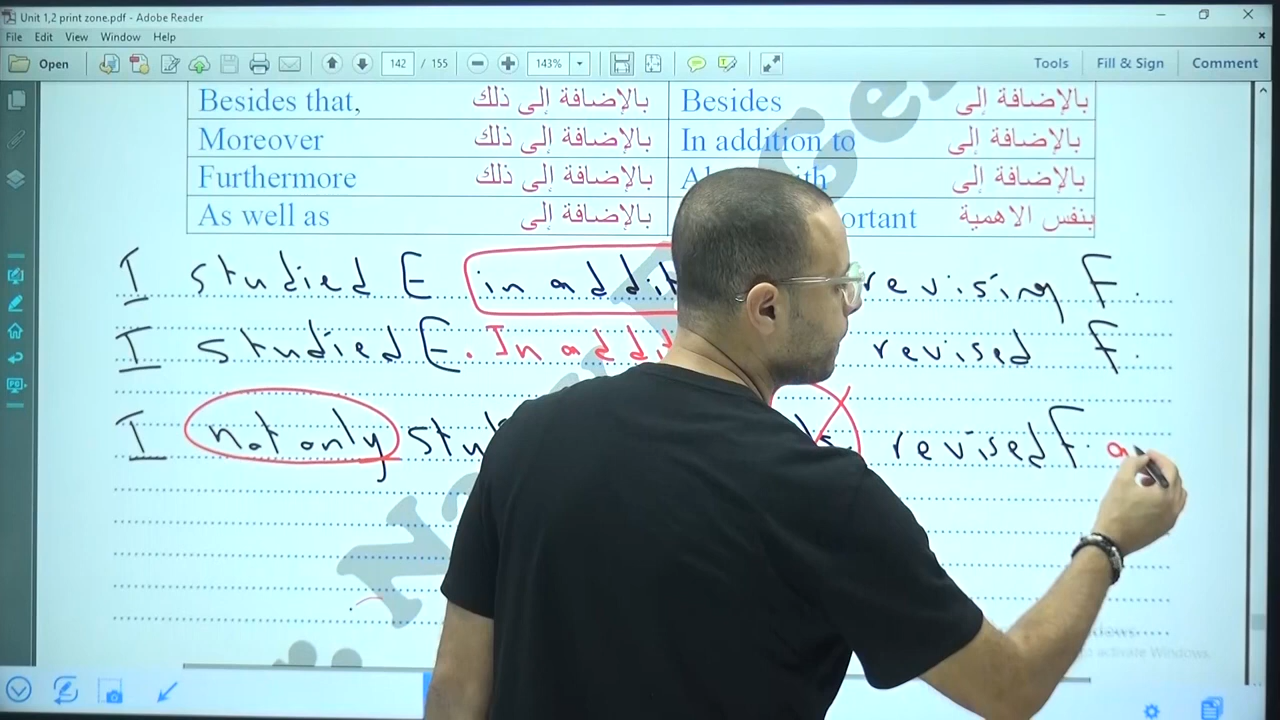 Unit 1,2 print zone.pdf - Adobe Reader
File Edit View Window Help
Open 142 / 155 143% Tools Fill & Sign Comment
Besides that, بالإضافة إلى ذلك Besides بالإضافة إلى
Moreover بالإضافة إلى ذلك In addition to بالإضافة إلى
Furthermore بالإضافة إلى ذلك بالإضافة إلى
As well as بالإضافة إلى بنفس الاهمية
I studied E in addit revising F.
I studied E. In addit revised F.
I not only stu revised F. a